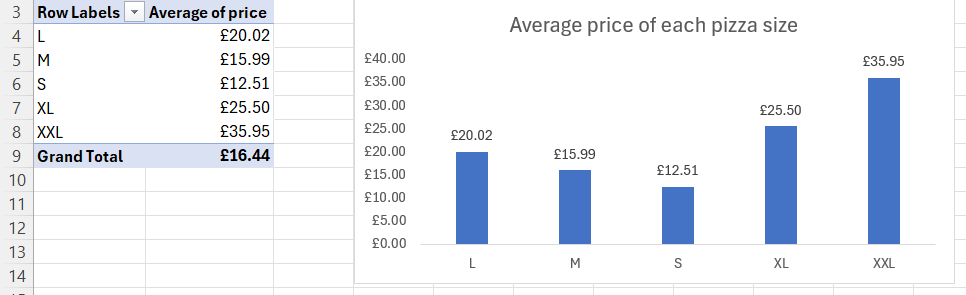 3 Row Labels Average of price
4 L £20.02
5 M £15.99
6 S £12.51
7 XL £25.50
8 XXL £35.95
9 Grand Total £16.44
10
11
12
13
14
Average price of each pizza size
£40.00
£35.00
£30.00
£25.00
£20.00
£15.00
£10.00
£5.00
£0.00
£20.02
£15.99
£12.51
£25.50
£35.95
L M S XL XXL